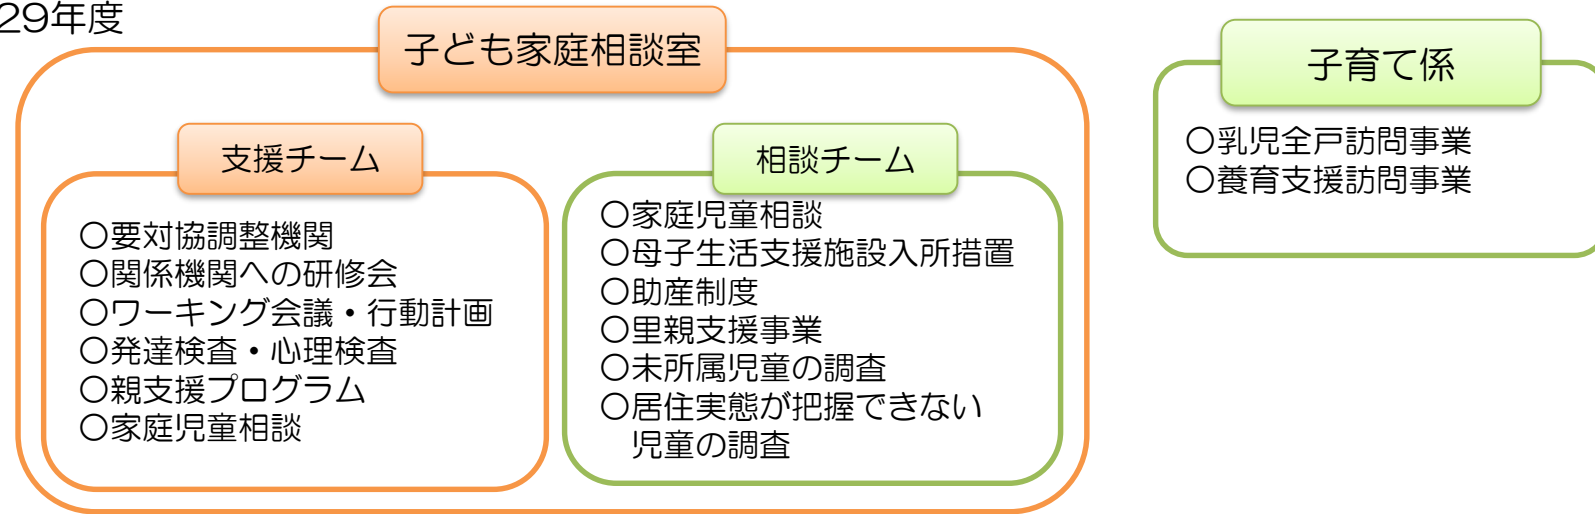 29年度
子ども家庭相談室
支援チーム
○要対協調整機関
○関係機関への研修会
○ワーキング会議・行動計画
○発達検査・心理検査
○親支援プログラム
○家庭児童相談
相談チーム
○家庭児童相談
○母子生活支援施設入所措置
○助産制度
○里親支援事業
○未所属児童の調査
○居住実態が把握できない
児童の調査
子育て係
○乳児全戸訪問事業
○養育支援訪問事業